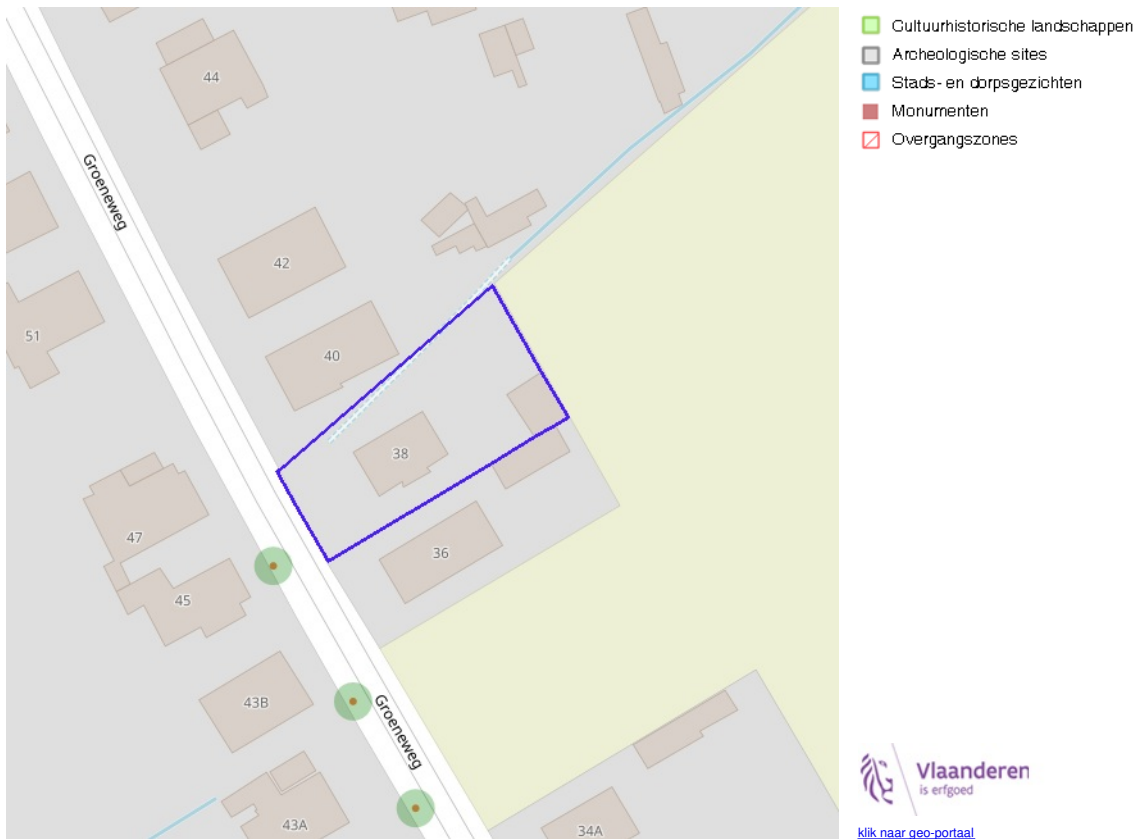 Cultuurhistorische landschappen
Archeologische sites
Stads- en dorpsgezichten
Monumenten
Overgangszones
44
Groeneweg
42
51
40
38
47
36
45
43B
Groeneweg
43A
34A
Vlaanderen
is erfgoed
klik naar geo-portaal